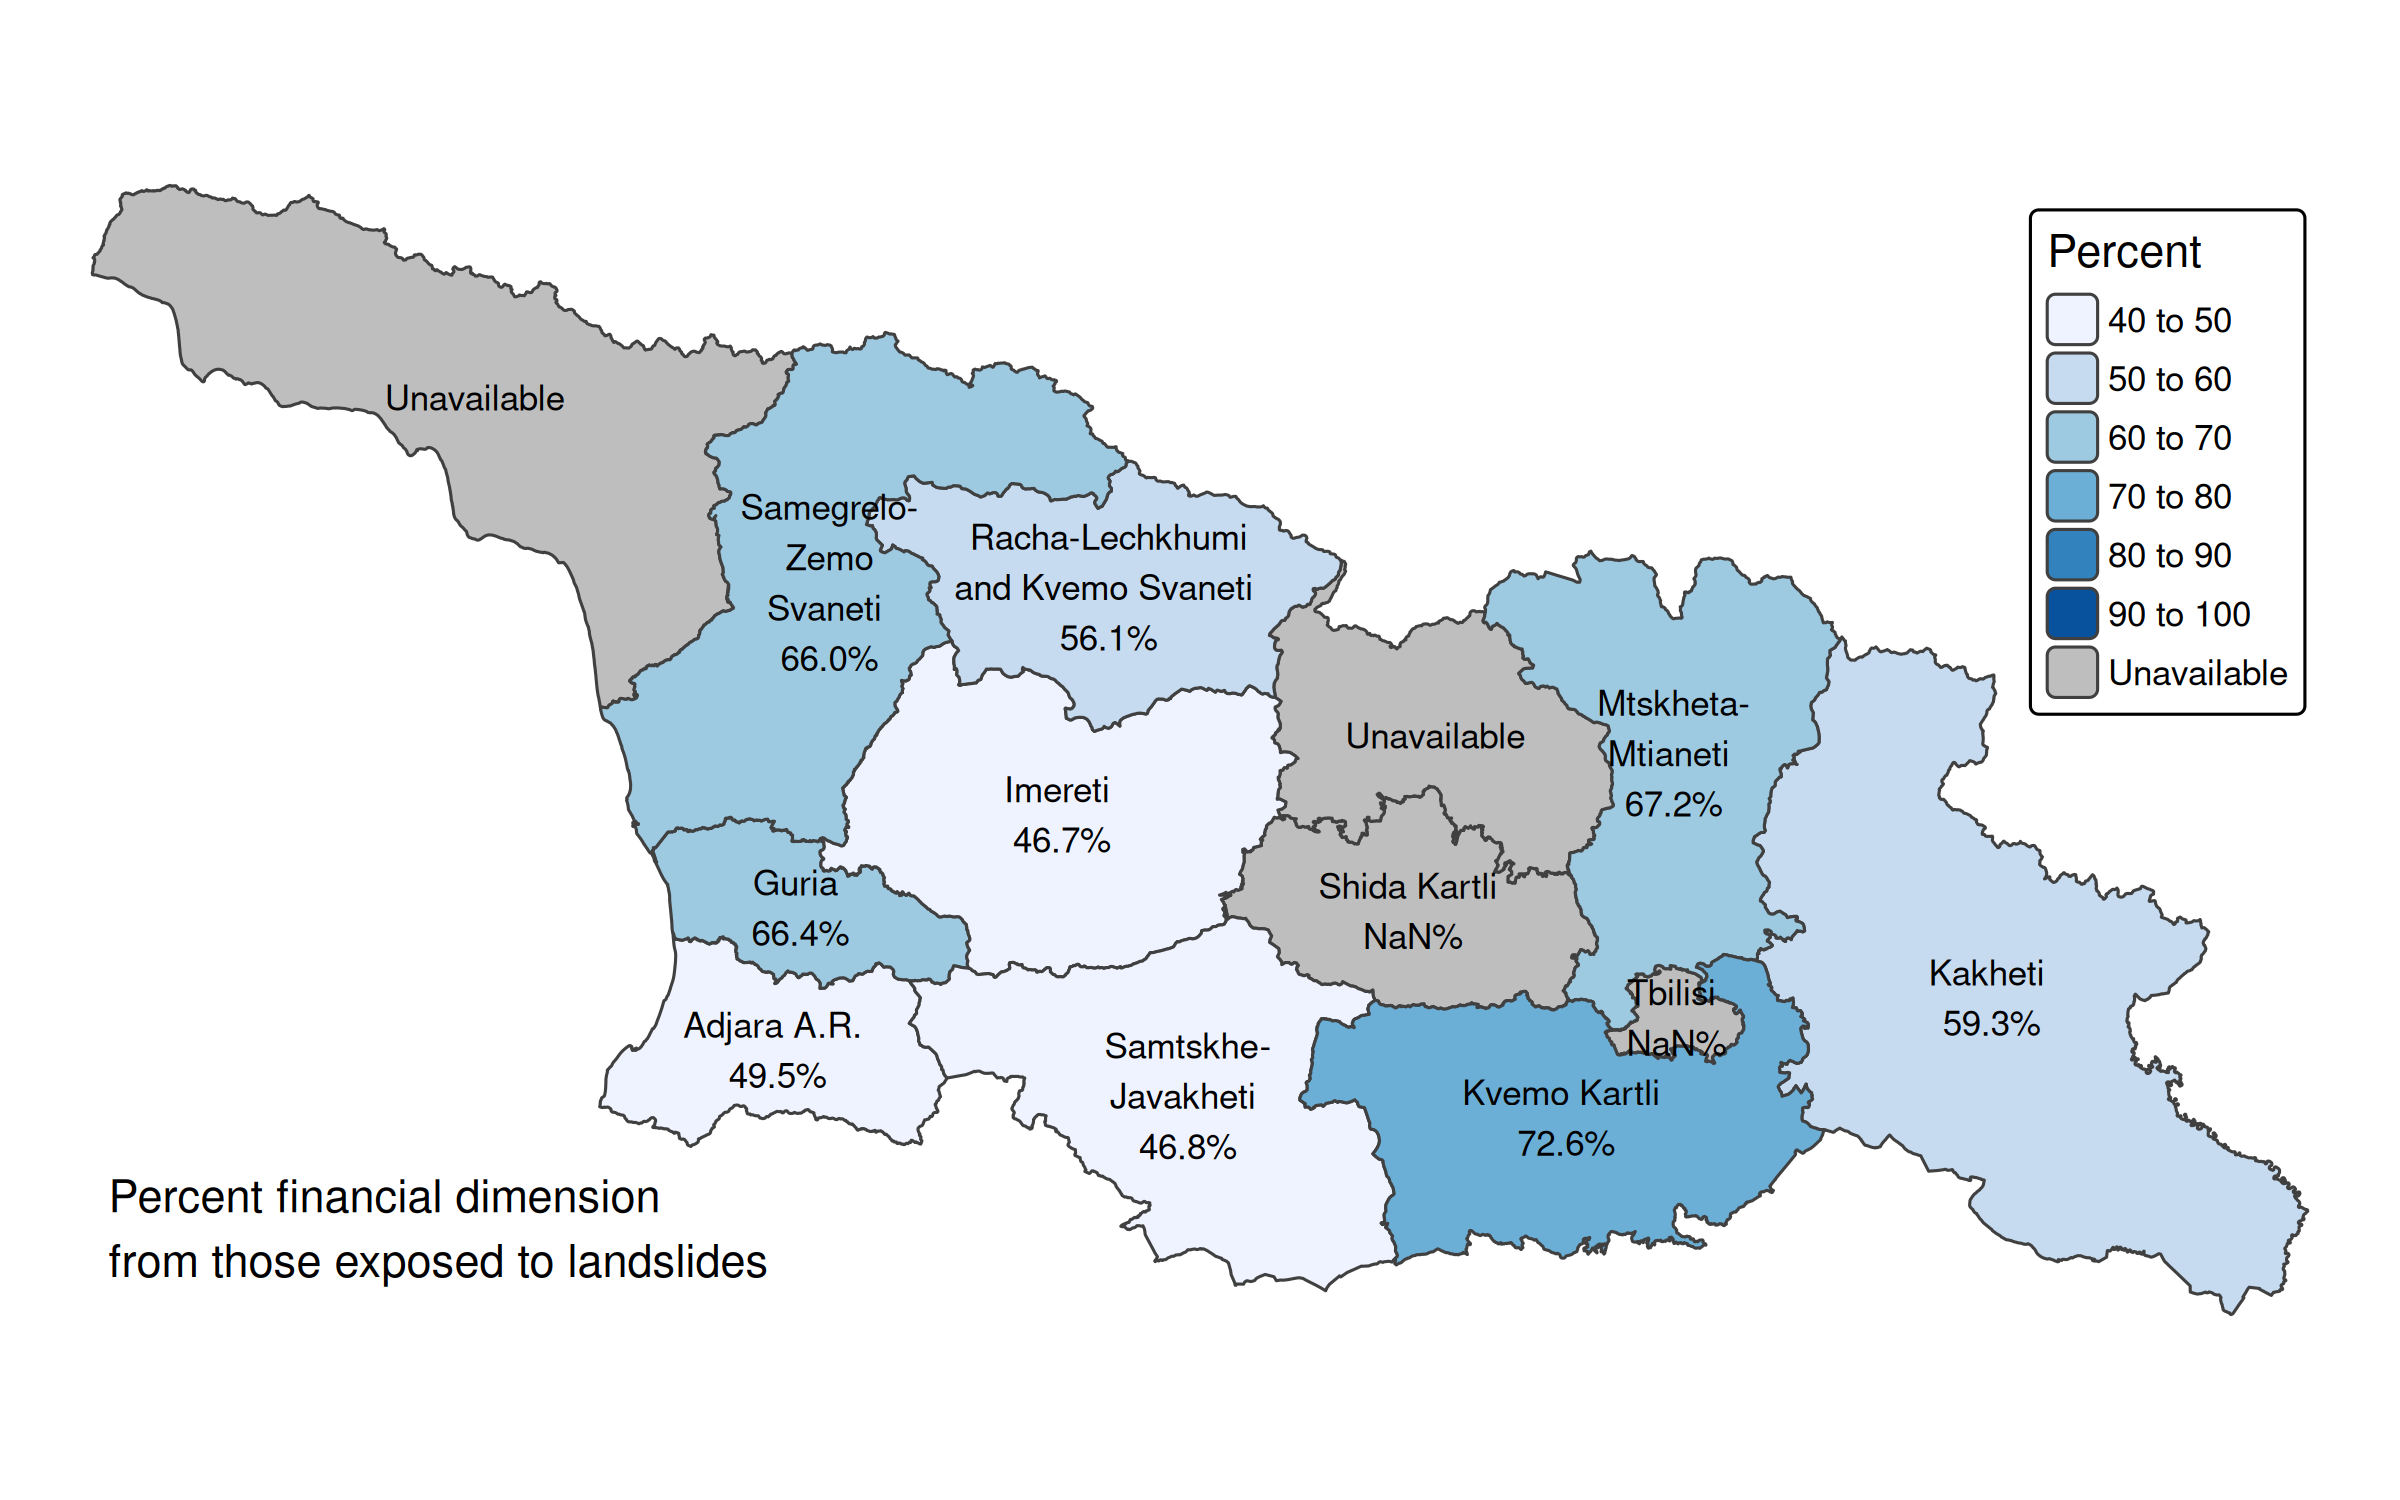 Percent
40 to 50
50 to 60
60 to 70
70 to 80
80 to 90
90 to 100
Unavailable
Unavailable
Samegrelo-
Zemo
Svaneti
66.0%
Racha-Lechkhumi
and Kvemo Svaneti
56.1%
Unavailable
Mtskheta-
Mtianeti
67.2%
Imereti
46.7%
Guria
66.4%
Shida Kartli
NaN%
Tbilisi
NaN%
Kakheti
59.3%
Adjara A.R.
49.5%
Samtskhe-
Javakheti
46.8%
Kvemo Kartli
72.6%
Percent financial dimension
from those exposed to landslides